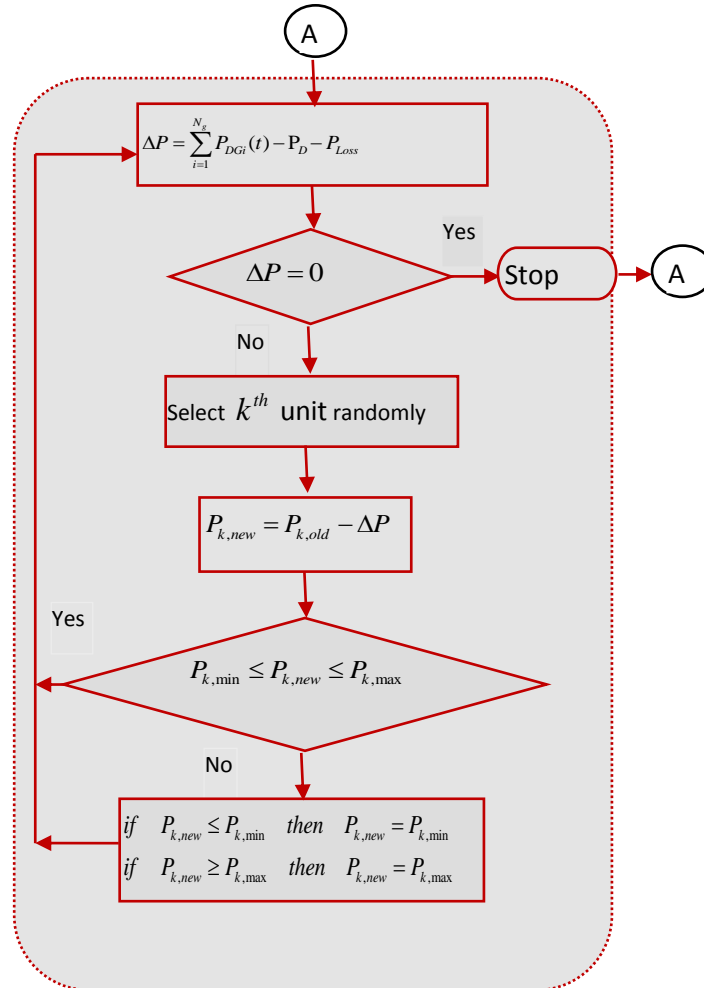 A
ΔP = \sum_{i=1}^{N_g} P_{DGi}(t) − P_D − P_{Loss}
Yes
ΔP = 0
Stop
A
No
Select k^{th} unit randomly
P_{k,new} = P_{k,old} − ΔP
Yes
P_{k,min} ≤ P_{k,new} ≤ P_{k,max}
No
if P_{k,new} ≤ P_{k,min} then P_{k,new} = P_{k,min}
if P_{k,new} ≥ P_{k,max} then P_{k,new} = P_{k,max}